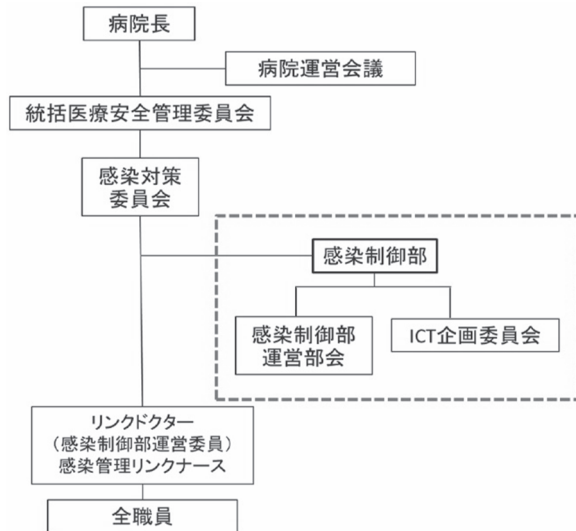 病院長
病院運営会議
統括医療安全管理委員会
感染対策
委員会
感染制御部
感染制御部
運営部会
ICT企画委員会
リンクドクター
（感染制御部運営委員）
感染管理リンクナース
全職員